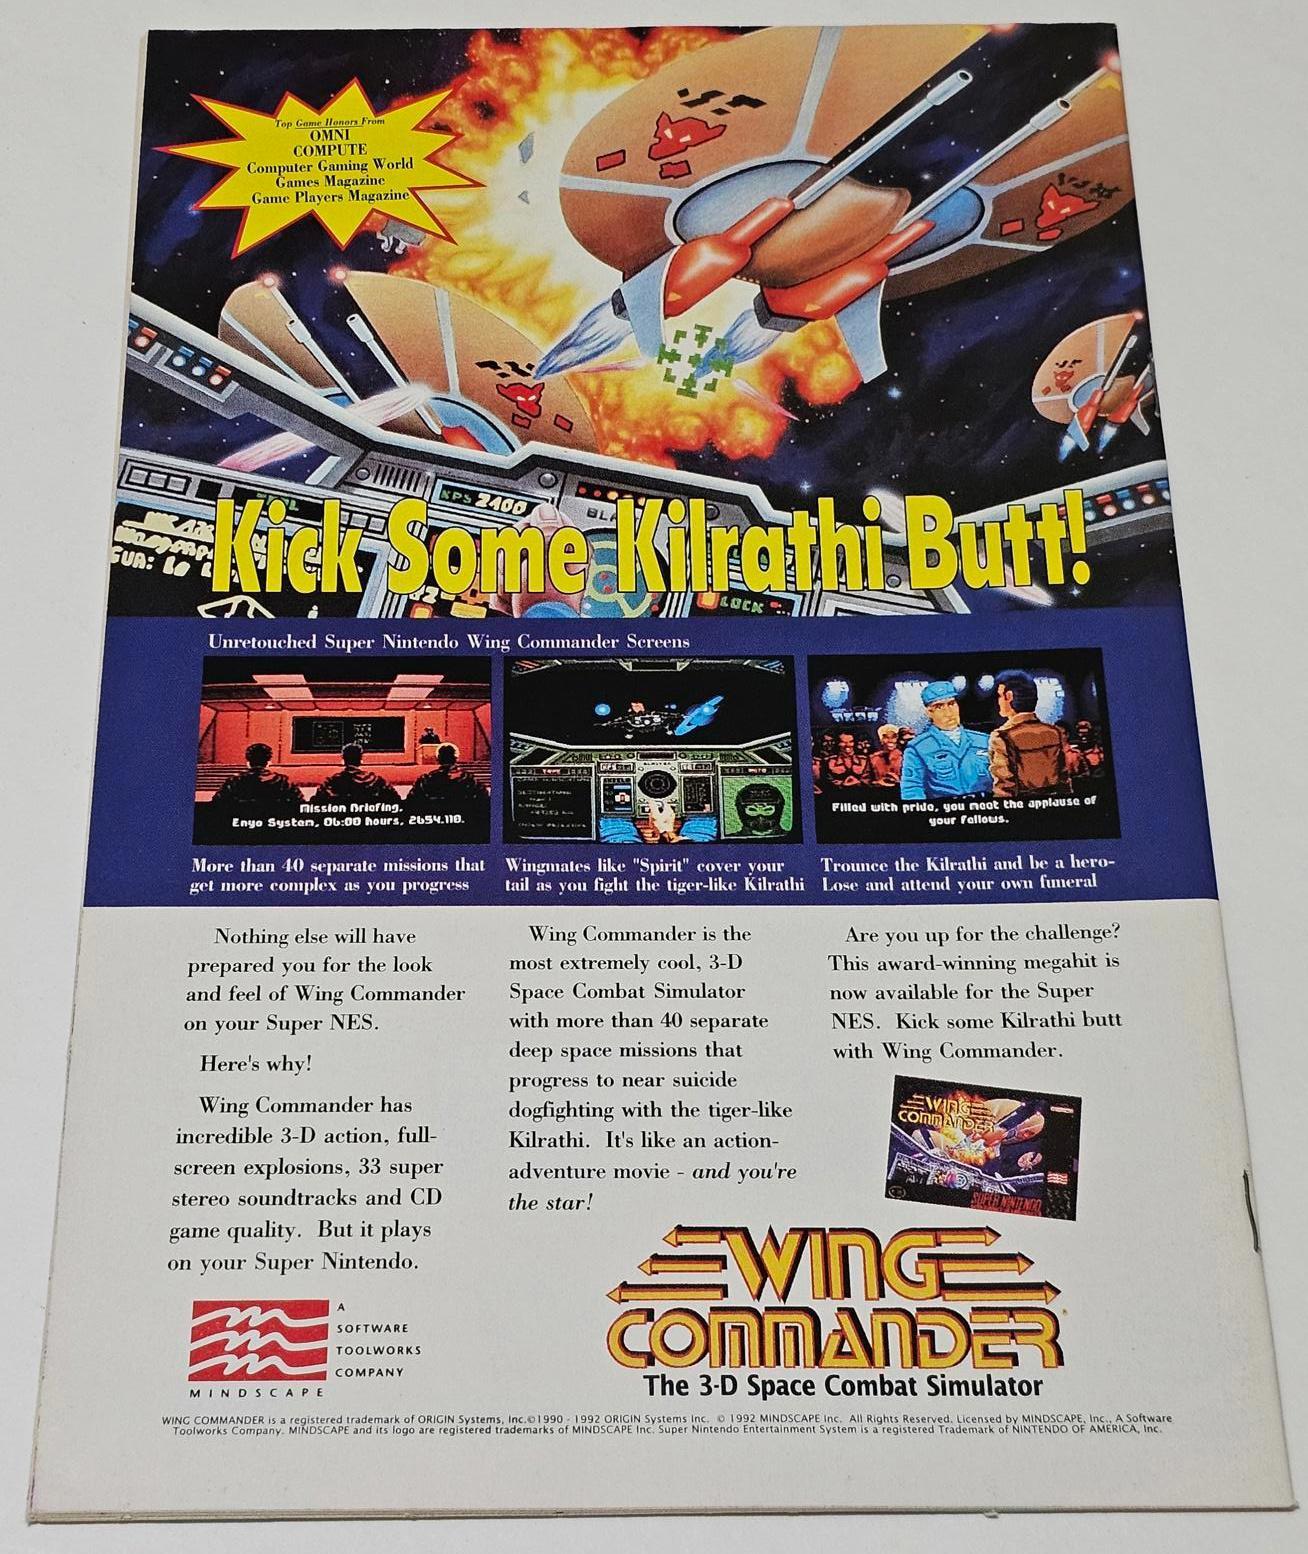 Top Game Honors From
OMNI
COMPUTE
Computer Gaming World
Games Magazine
Game Players Magazine
KPS 2400
Kick Some Kilrathi Butt!
LOCK
Unretouched Super Nintendo Wing Commander Screens
Mission Briefing,
Enyo System, 06:00 hours, 2654.110.
Filled with pride, you meet the applause of
your fellows.
More than 40 separate missions that
get more complex as you progress
Wingmates like "Spirit" cover your
tail as you fight the tiger-like Kilrathi
Trounce the Kilrathi and be a hero-
Lose and attend your own funeral
Nothing else will have
prepared you for the look
and feel of Wing Commander
on your Super NES.
Here's why!
Wing Commander has
incredible 3-D action, full-
screen explosions, 33 super
stereo soundtracks and CD
game quality. But it plays
on your Super Nintendo.
Wing Commander is the
most extremely cool, 3-D
Space Combat Simulator
with more than 40 separate
deep space missions that
progress to near suicide
dogfighting with the tiger-like
Kilrathi. It's like an action-
adventure movie - and you're
the star!
Are you up for the challenge?
This award-winning megahit is
now available for the Super
NES. Kick some Kilrathi butt
with Wing Commander.
WING
COMMANDER
SUPER NINTENDO
WING
COMMANDER
The 3-D Space Combat Simulator
A
SOFTWARE
TOOLWORKS
COMPANY
MINDSCAPE
WING COMMANDER is a registered trademark of ORIGIN Systems, Inc.©1990 - 1992 ORIGIN Systems Inc. © 1992 MINDSCAPE Inc. All Rights Reserved. Licensed by MINDSCAPE, Inc., A Software
Toolworks Company. MINDSCAPE and its logo are registered trademarks of MINDSCAPE Inc. Super Nintendo Entertainment System is a registered Trademark of NINTENDO OF AMERICA, Inc.